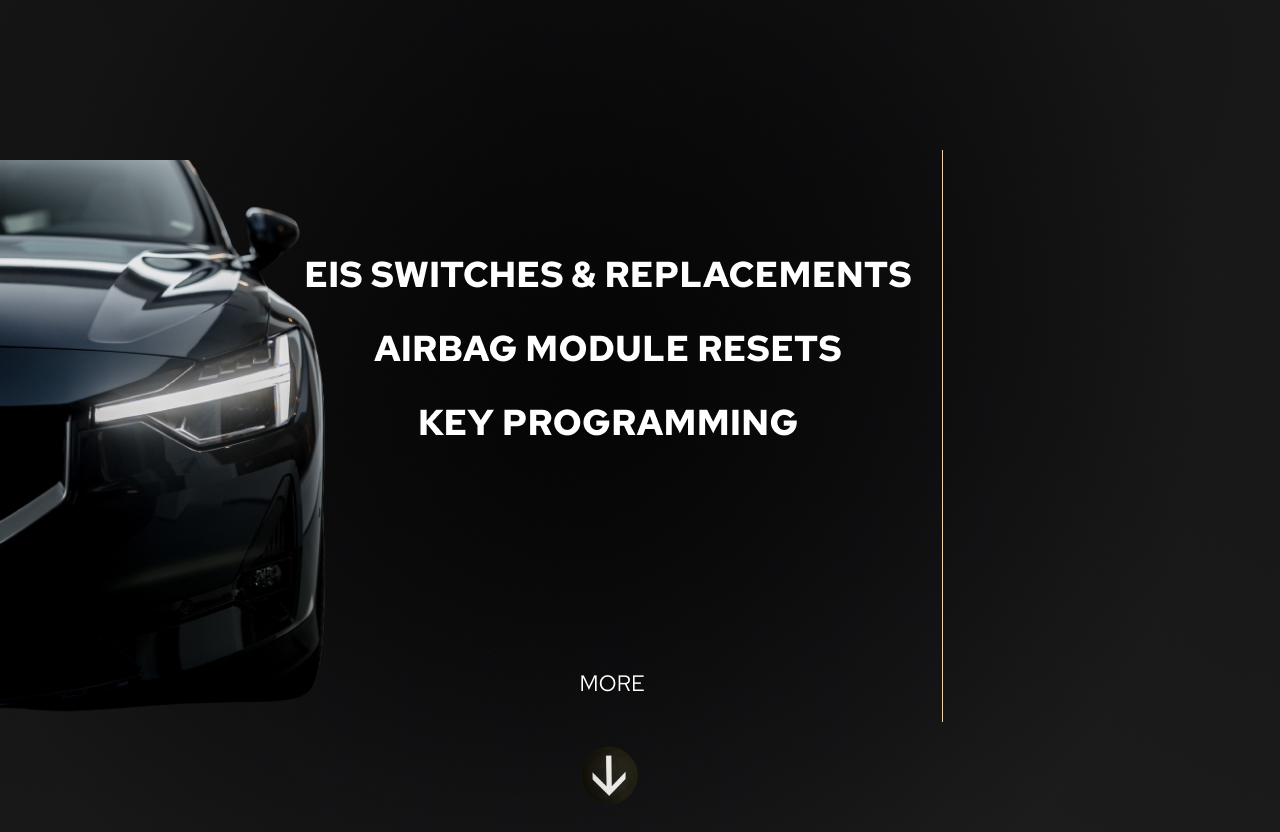 EIS SWITCHES & REPLACEMENTS
AIRBAG MODULE RESETS
KEY PROGRAMMING
MORE